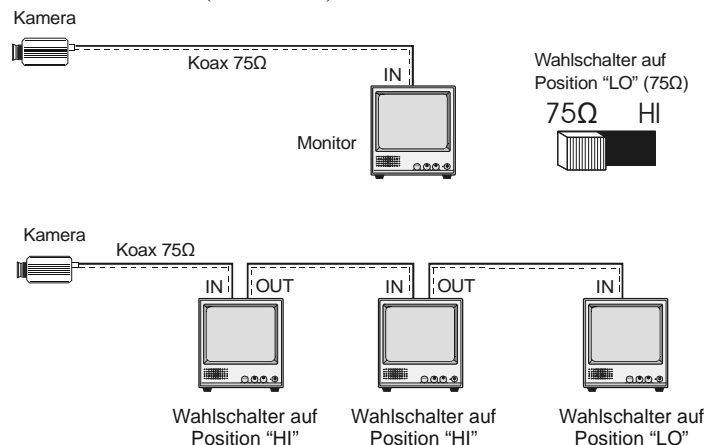 Kamera
Koax 75Ω
IN
Monitor
Wahlschalter auf
Position “LO” (75Ω)
75Ω HI
Kamera
Koax 75Ω
IN OUT IN OUT IN
Wahlschalter auf
Position “HI”
Wahlschalter auf
Position “HI”
Wahlschalter auf
Position “LO”